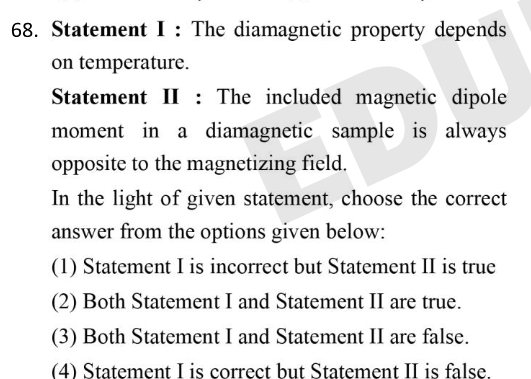 68. Statement I : The diamagnetic property depends
on temperature.
Statement II : The included magnetic dipole
moment in a diamagnetic sample is always
opposite to the magnetizing field.
In the light of given statement, choose the correct
answer from the options given below:
(1) Statement I is incorrect but Statement II is true
(2) Both Statement I and Statement II are true.
(3) Both Statement I and Statement II are false.
(4) Statement I is correct but Statement II is false.
EDU